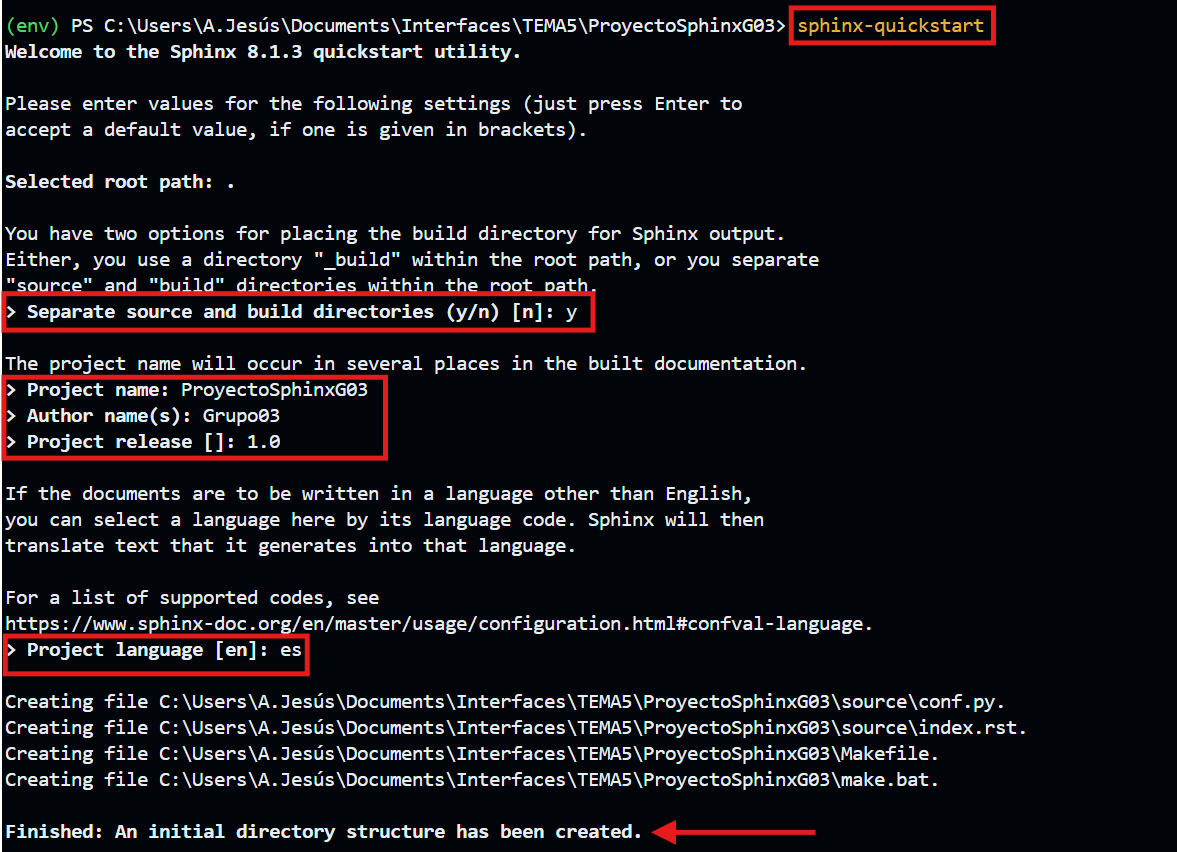 (env) PS C:\Users\A.Jesús\Documents\Interfaces\TEMA5\ProyectoSphinxG03> sphinx-quickstart
Welcome to the Sphinx 8.1.3 quickstart utility.
Please enter values for the following settings (just press Enter to
accept a default value, if one is given in brackets).
Selected root path: .
You have two options for placing the build directory for Sphinx output.
Either, you use a directory "_build" within the root path, or you separate
"source" and "build" directories within the root path.
> Separate source and build directories (y/n) [n]: y
The project name will occur in several places in the built documentation.
> Project name: ProyectoSphinxG03
> Author name(s): Grupo03
> Project release []: 1.0
If the documents are to be written in a language other than English,
you can select a language here by its language code. Sphinx will then
translate text that it generates into that language.
For a list of supported codes, see
https://www.sphinx-doc.org/en/master/usage/configuration.html#confval-language.
> Project language [en]: es
Creating file C:\Users\A.Jesús\Documents\Interfaces\TEMA5\ProyectoSphinxG03\source\conf.py.
Creating file C:\Users\A.Jesús\Documents\Interfaces\TEMA5\ProyectoSphinxG03\source\index.rst.
Creating file C:\Users\A.Jesús\Documents\Interfaces\TEMA5\ProyectoSphinxG03\Makefile.
Creating file C:\Users\A.Jesús\Documents\Interfaces\TEMA5\ProyectoSphinxG03\make.bat.
Finished: An initial directory structure has been created.